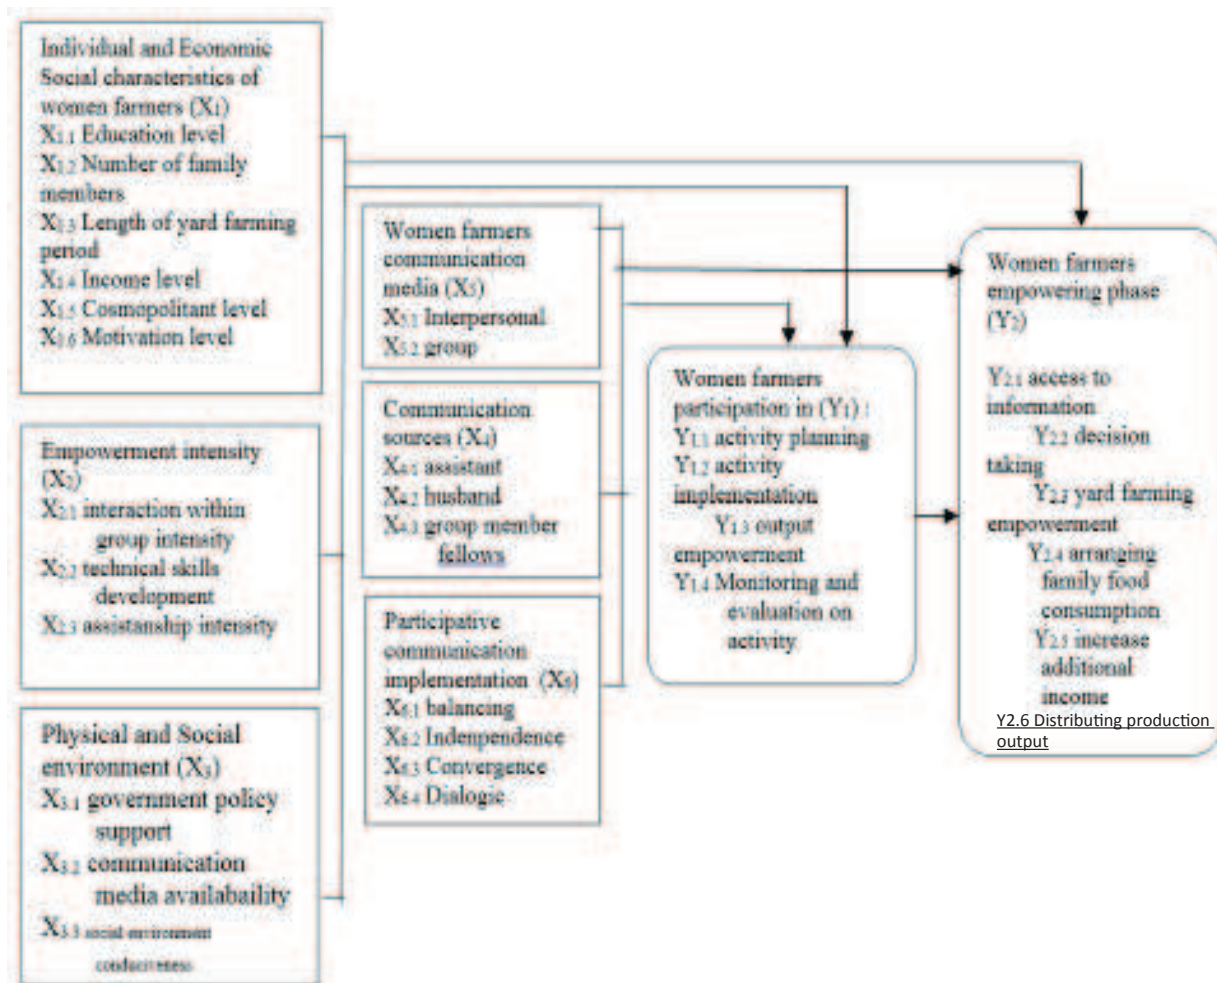 Individual and Economic
Social characteristics of
women farmers (X1)
X1.1 Education level
X1.2 Number of family
members
X1.3 Length of yard farming
period
X1.4 Income level
X1.5 Cosmopolitant level
X1.6 Motivation level
Empowerment intensity
(X2)
X2.1 interaction within
group intensity
X2.2 technical skills
development
X2.3 assistanship intensity
Physical and Social
environment (X3)
X3.1 government policy
support
X3.2 communication
media availabaility
X3.3 social environment
conduciveness
Women farmers
communication
media (X5)
X5.1 Interpersonal
X5.2 group
Communication
sources (X4)
X4.1 assistant
X4.2 husband
X4.3 group member
fellows
Participative
communication
implementation (X6)
X6.1 balancing
X6.2 Indenpendence
X6.3 Convergence
X6.4 Dialogic
Women farmers
participation in (Y1) :
Y1.1 activity planning
Y1.2 activity
implementation
Y1.3 output
empowerment
Y1.4 Monitoring and
evaluation on
activity
Women farmers
empowering phase
(Y2)
Y2.1 access to
information
Y2.2 decision
taking
Y2.3 yard farming
empowerment
Y2.4 arranging
family food
consumption
Y2.5 increase
additional
income
Y2.6 Distributing production
output